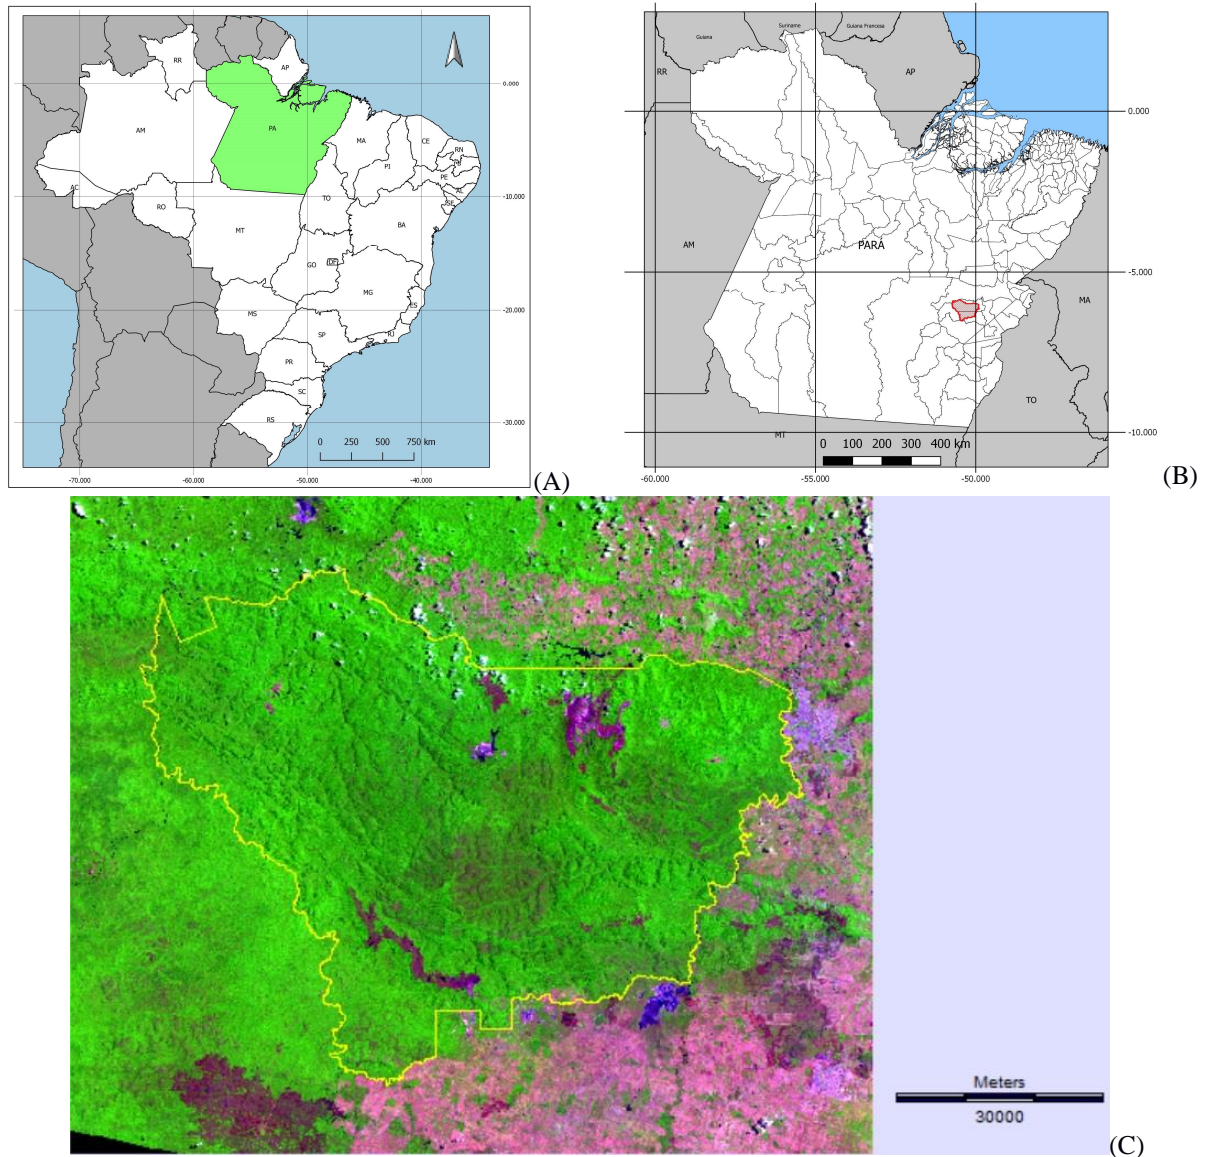 RR
AP
0.000
AM
PA
MA
CE
RN
PI
PE
AL
SE
AC
-10.000
RO
TO
BA
MT
GO
DF
MG
ES
-20.000
MS
SP
RJ
PR
SC
RS
-30.000
0 250 500 750 km
-70.000 -60.000 -50.000 -40.000
(A)
Guiana
Suriname
Guiana Francesa
RR
AP
0.000
AM
PARÁ
-5.000
MA
TO
MT
-10.000
0 100 200 300 400 km
-60.000 -55.000 -50.000
(B)
Meters
30000
(C)